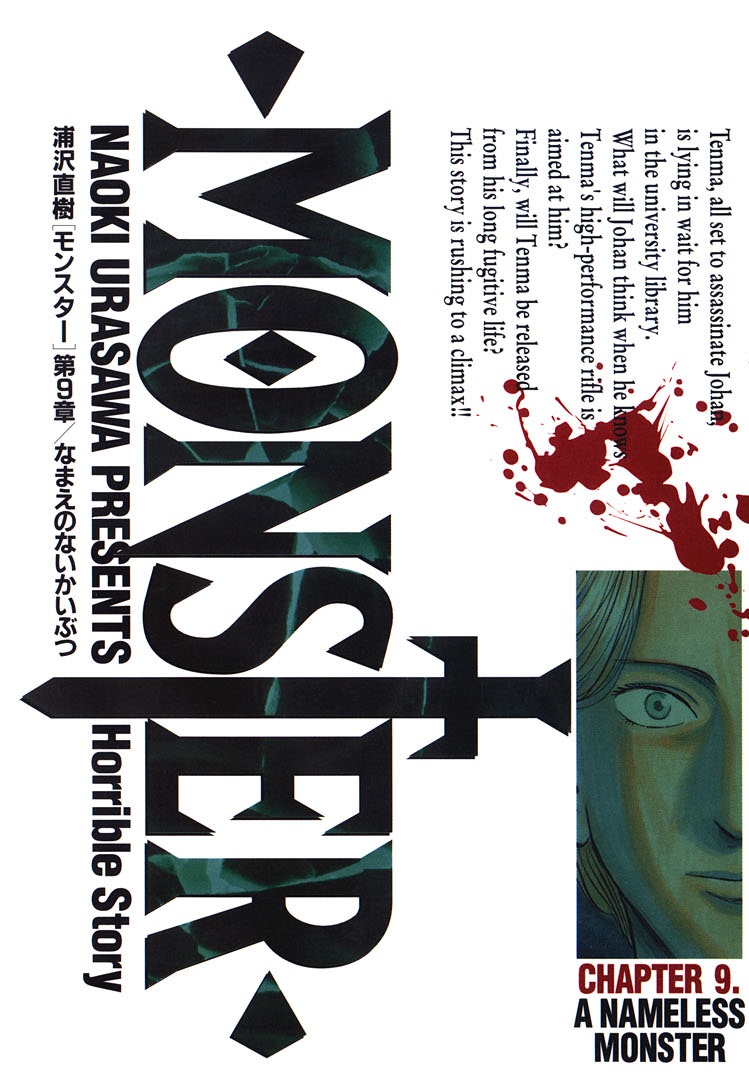 Tenma, all set to assassinate Johan,
is lying in wait for him
in the university library.
What will Johan think when he knows
Tenma's high-performance rifle is
aimed at him?
Finally, will Tenma be released
from his long fugitive life?
This story is rushing to a climax!!
MONSTER
NAOKI URASAWA PRESENTS Horrible Story
浦沢直樹［モンスター］第9章／なまえのないかいぶつ
CHAPTER 9.
A NAMELESS
MONSTER